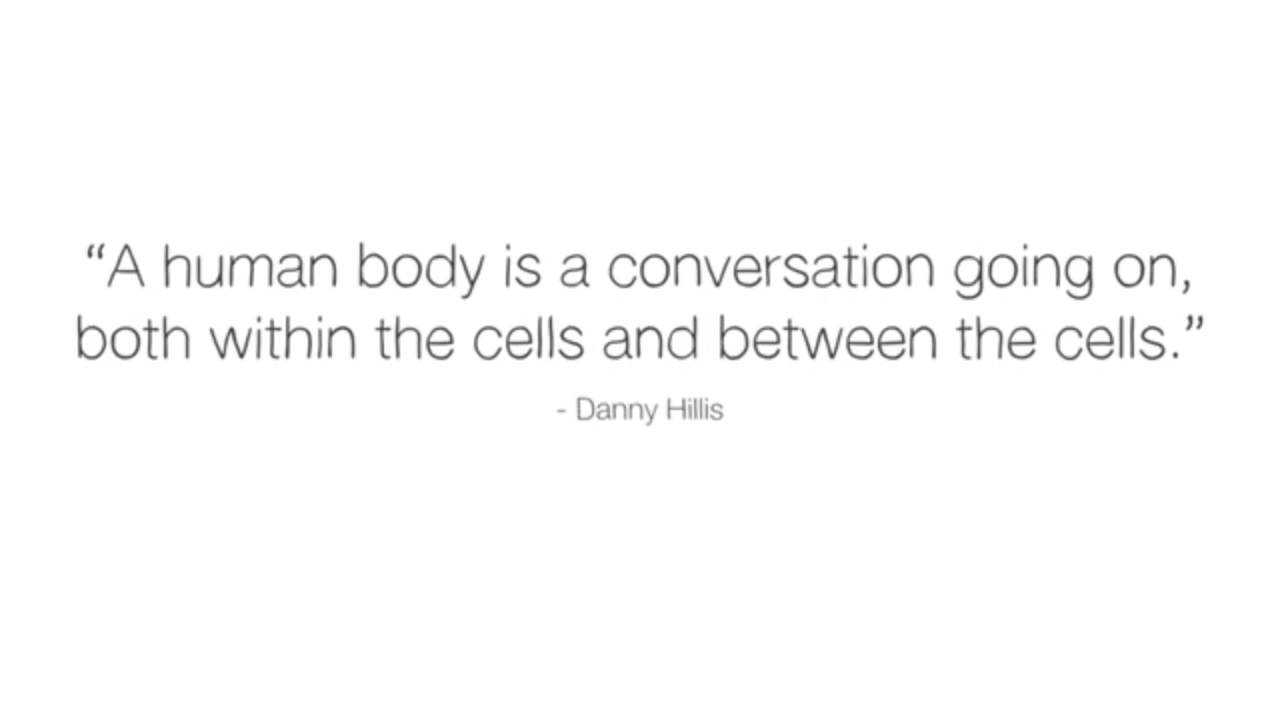 “A human body is a conversation going on,
both within the cells and between the cells.”
- Danny Hillis